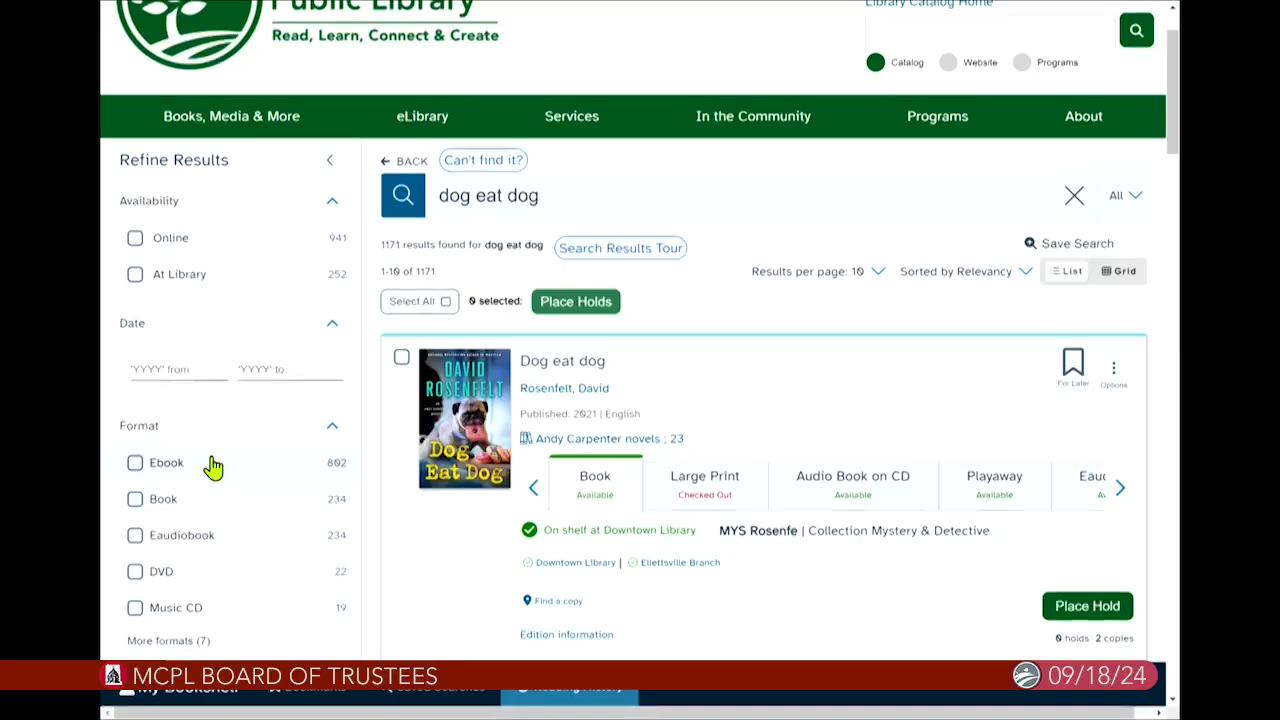 Public Library
Read, Learn, Connect & Create
Library Catalog Home
Catalog Website Programs
Books, Media & More eLibrary Services In the Community Programs About
Refine Results
Availability
Online 941
At Library 252
Date
'YYYY' from 'YYYY' to
Format
Ebook 802
Book 234
Eaudiobook 234
DVD 22
Music CD 19
More formats (7)
BACK Can't find it?
dog eat dog All
1171 results found for dog eat dog Search Results Tour Save Search
1-10 of 1171 Results per page: 10 Sorted by Relevancy List Grid
Select All 0 selected: Place Holds
DAVID
ROSENFELT
Dog
Eat Dog
Dog eat dog
Rosenfelt, David
Published: 2021 | English
Andy Carpenter novels ; 23
For Later Options
Book Large Print Audio Book on CD Playaway
Available Checked Out Available Available
On shelf at Downtown Library MYS Rosenfe | Collection Mystery & Detective
Downtown Library | Ellettsville Branch
Find a copy
Place Hold
Edition information 0 holds 2 copies
MCPL BOARD OF TRUSTEES 09/18/24
My Bookshelf Bookmarks Saved Searches Reading History